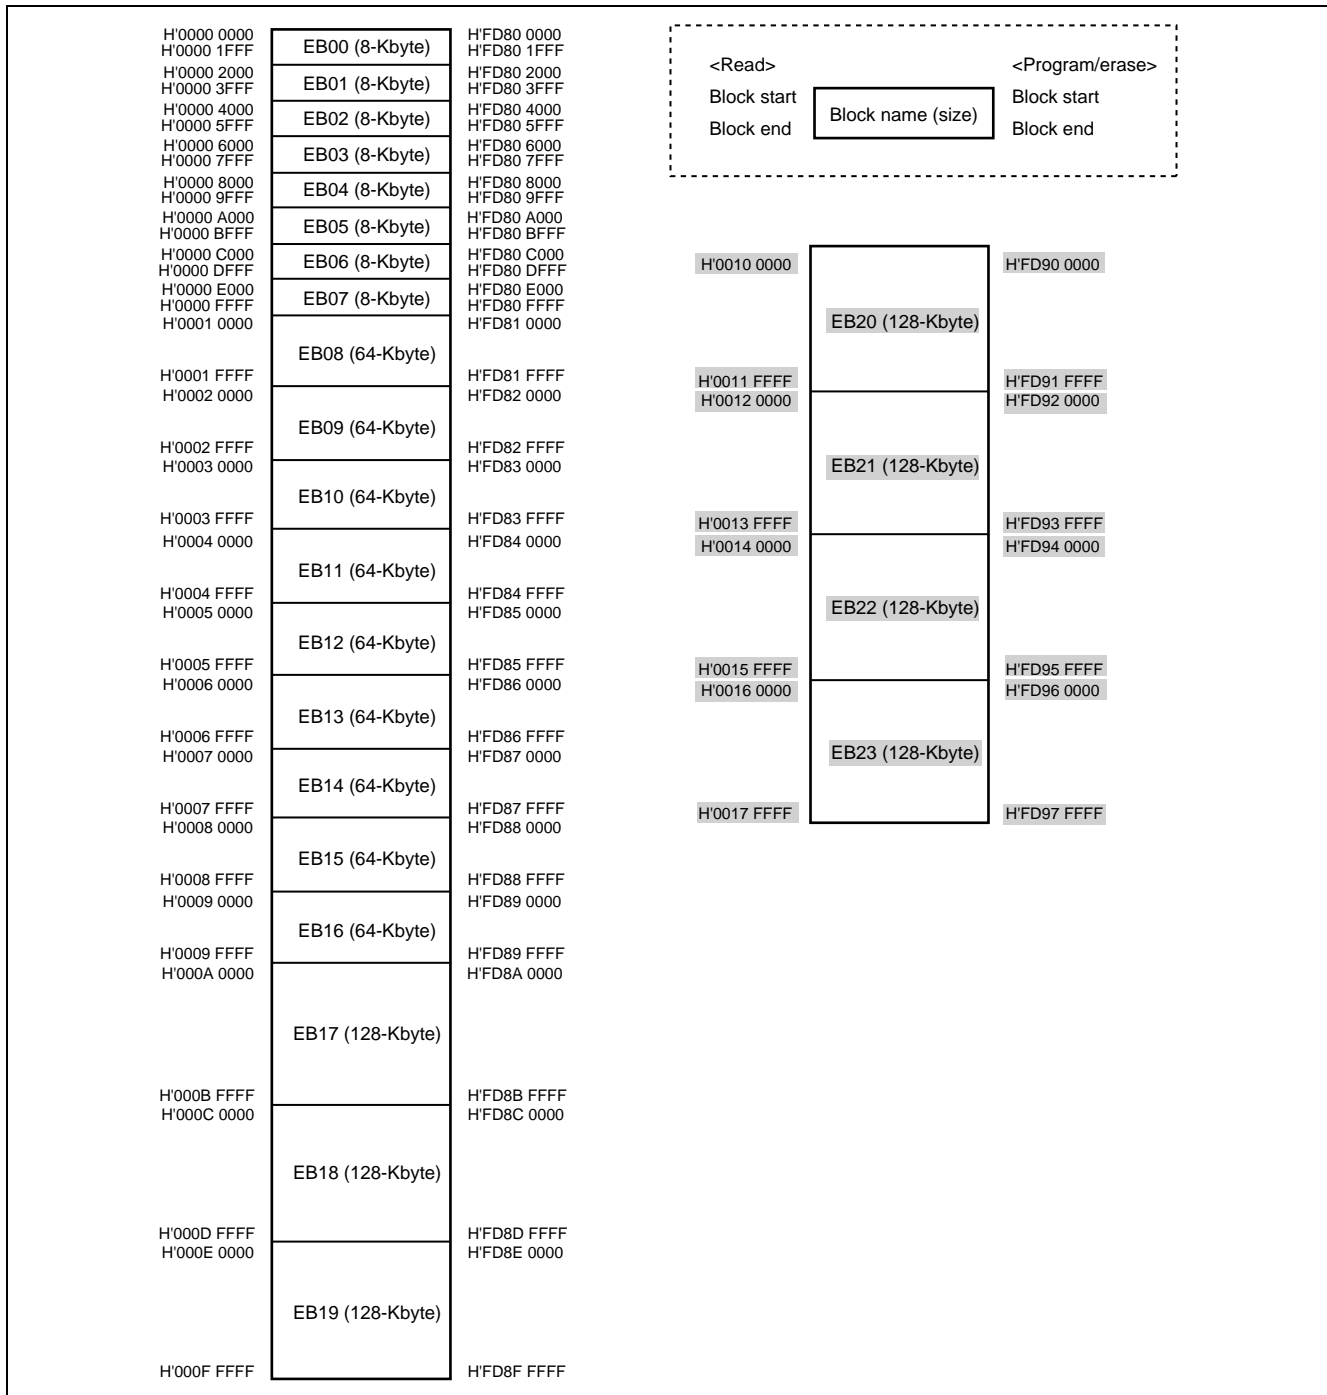 H'0000 0000 EB00 (8-Kbyte) H'FD80 0000
H'0000 1FFF H'FD80 1FFF
H'0000 2000 EB01 (8-Kbyte) H'FD80 2000
H'0000 3FFF H'FD80 3FFF
H'0000 4000 EB02 (8-Kbyte) H'FD80 4000
H'0000 5FFF H'FD80 5FFF
H'0000 6000 EB03 (8-Kbyte) H'FD80 6000
H'0000 7FFF H'FD80 7FFF
H'0000 8000 EB04 (8-Kbyte) H'FD80 8000
H'0000 9FFF H'FD80 9FFF
H'0000 A000 EB05 (8-Kbyte) H'FD80 A000
H'0000 BFFF H'FD80 BFFF
H'0000 C000 EB06 (8-Kbyte) H'FD80 C000
H'0000 DFFF H'FD80 DFFF
H'0000 E000 EB07 (8-Kbyte) H'FD80 E000
H'0000 FFFF H'FD80 FFFF
H'0001 0000 H'FD81 0000
EB08 (64-Kbyte)
H'0001 FFFF H'FD81 FFFF
H'0002 0000 H'FD82 0000
EB09 (64-Kbyte)
H'0002 FFFF H'FD82 FFFF
H'0003 0000 H'FD83 0000
EB10 (64-Kbyte)
H'0003 FFFF H'FD83 FFFF
H'0004 0000 H'FD84 0000
EB11 (64-Kbyte)
H'0004 FFFF H'FD84 FFFF
H'0005 0000 H'FD85 0000
EB12 (64-Kbyte)
H'0005 FFFF H'FD85 FFFF
H'0006 0000 H'FD86 0000
EB13 (64-Kbyte)
H'0006 FFFF H'FD86 FFFF
H'0007 0000 H'FD87 0000
EB14 (64-Kbyte)
H'0007 FFFF H'FD87 FFFF
H'0008 0000 H'FD88 0000
EB15 (64-Kbyte)
H'0008 FFFF H'FD88 FFFF
H'0009 0000 H'FD89 0000
EB16 (64-Kbyte)
H'0009 FFFF H'FD89 FFFF
H'000A 0000 H'FD8A 0000
EB17 (128-Kbyte)
H'000B FFFF H'FD8B FFFF
H'000C 0000 H'FD8C 0000
EB18 (128-Kbyte)
H'000D FFFF H'FD8D FFFF
H'000E 0000 H'FD8E 0000
EB19 (128-Kbyte)
H'000F FFFF H'FD8F FFFF
<Read> <Program/erase>
Block start Block start
Block name (size)
Block end Block end
H'0010 0000 H'FD90 0000
EB20 (128-Kbyte)
H'0011 FFFF H'FD91 FFFF
H'0012 0000 H'FD92 0000
EB21 (128-Kbyte)
H'0013 FFFF H'FD93 FFFF
H'0014 0000 H'FD94 0000
EB22 (128-Kbyte)
H'0015 FFFF H'FD95 FFFF
H'0016 0000 H'FD96 0000
EB23 (128-Kbyte)
H'0017 FFFF H'FD97 FFFF